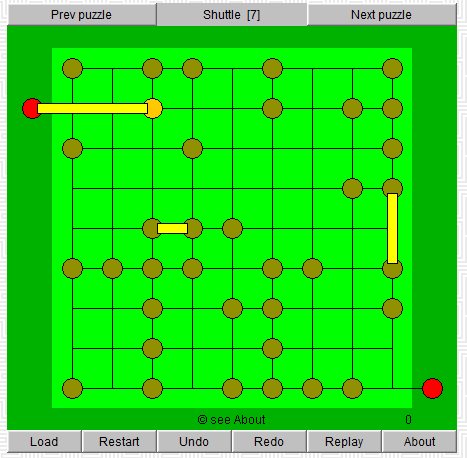 Prev puzzle
Shuttle [7]
Next puzzle
© see About
0
Load
Restart
Undo
Redo
Replay
About